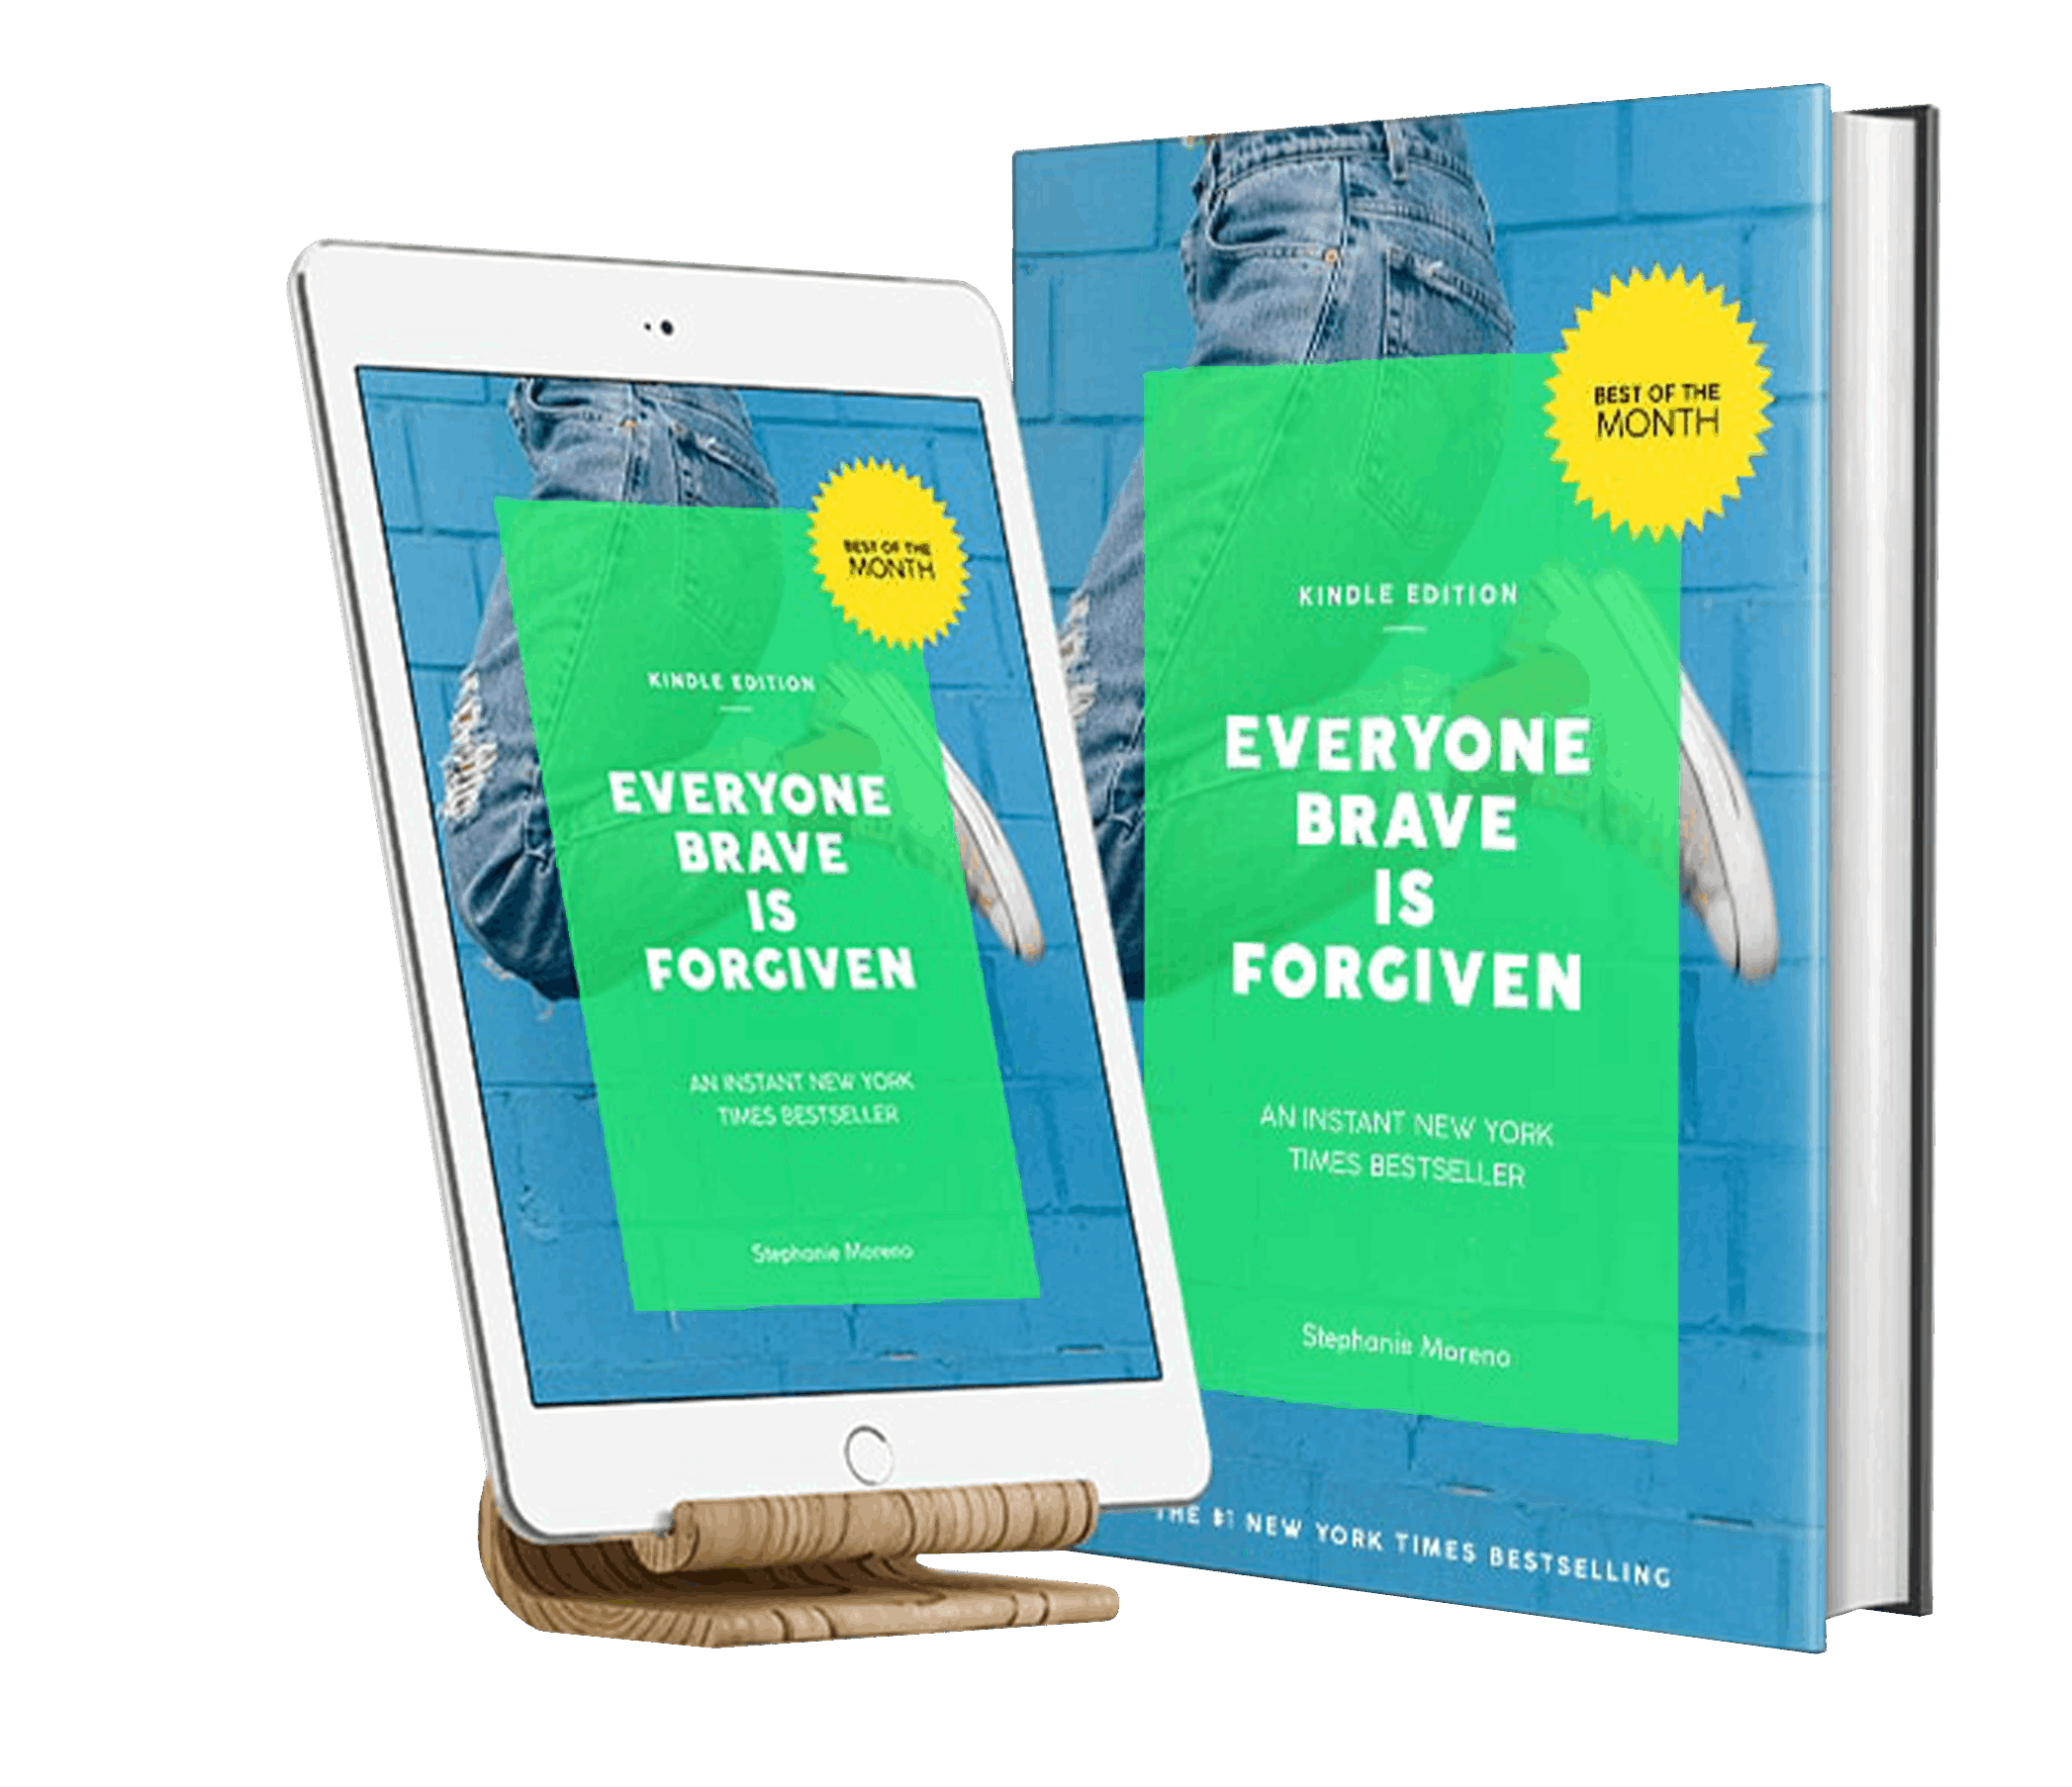 BEST OF THE
MONTH
KINDLE EDITION
EVERYONE
BRAVE
IS
FORGIVEN
AN INSTANT NEW YORK
TIMES BESTSELLER
Stephanie Moreno
BEST OF THE
MONTH
KINDLE EDITION
EVERYONE
BRAVE
IS
FORGIVEN
AN INSTANT NEW YORK
TIMES BESTSELLER
Stephanie Moreno
THE #1 NEW YORK TIMES BESTSELLING